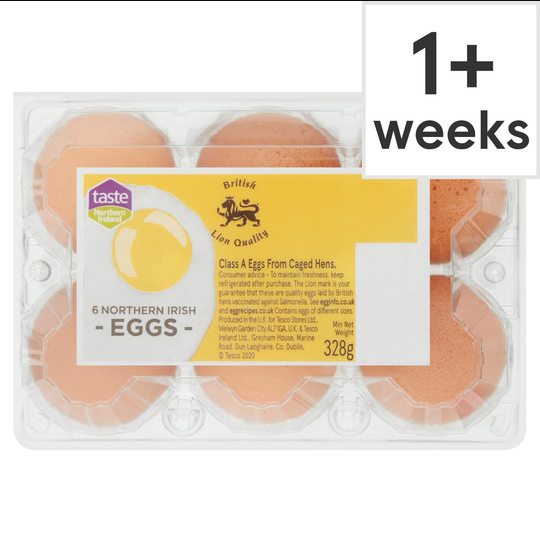 1+
weeks
taste
Northern
Ireland
British
Lion Quality
Class A Eggs From Caged Hens.
Consumer advice - To maintain freshness, keep
refrigerated after purchase. The Lion mark is your
guarantee that these are quality eggs laid by British
hens vaccinated against Salmonella. See egginfo.co.uk
and eggrecipes.co.uk Contains eggs of different sizes.
Produced in the U.K. for Tesco Stores Ltd.,
Welwyn Garden City AL7 1GA, U.K. & Tesco
Ireland Ltd., Gresham House, Marine
Road, Dun Laoghaire, Co. Dublin.
© Tesco 2020
6 NORTHERN IRISH
- EGGS -
Min Net
Weight
328g